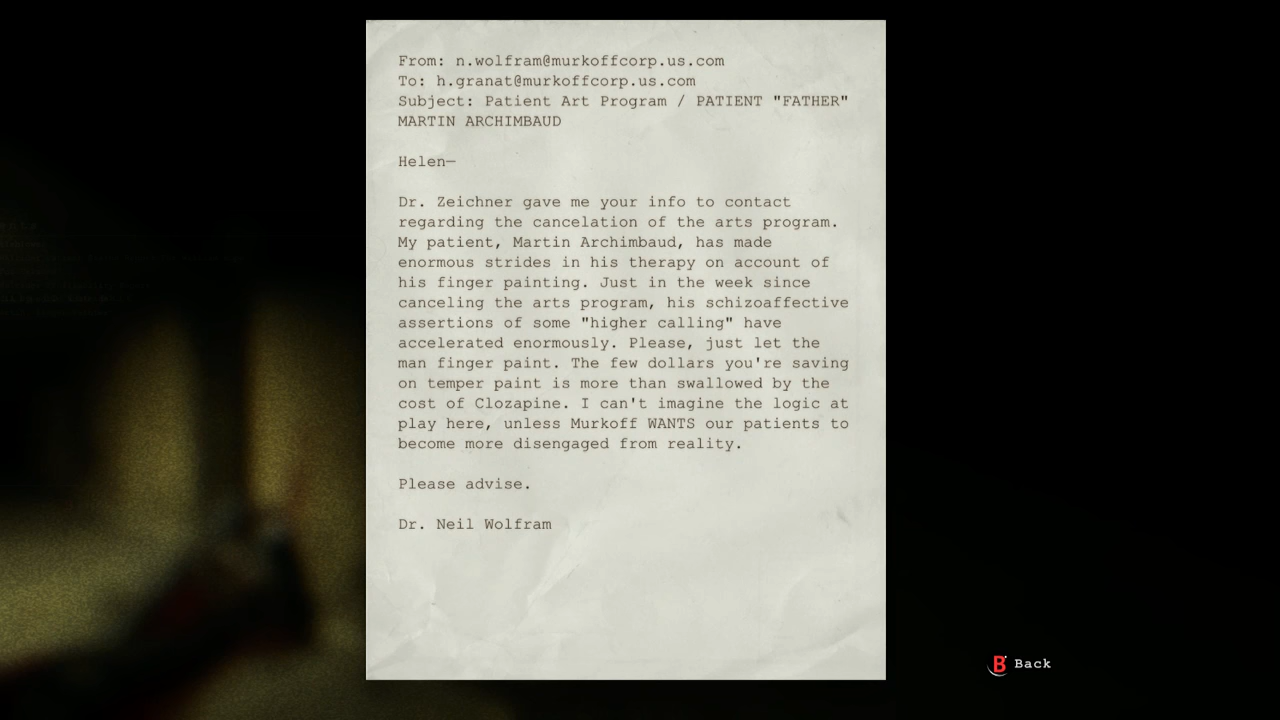 From: n.wolfram@murkoffcorp.us.com
To: h.granat@murkoffcorp.us.com
Subject: Patient Art Program / PATIENT "FATHER"
MARTIN ARCHIMBAUD
Helen—
Dr. Zeichner gave me your info to contact
regarding the cancelation of the arts program.
My patient, Martin Archimbaud, has made
enormous strides in his therapy on account of
his finger painting. Just in the week since
canceling the arts program, his schizoaffective
assertions of some "higher calling" have
accelerated enormously. Please, just let the
man finger paint. The few dollars you're saving
on temper paint is more than swallowed by the
cost of Clozapine. I can't imagine the logic at
play here, unless Murkoff WANTS our patients to
become more disengaged from reality.
Please advise.
Dr. Neil Wolfram
B Back